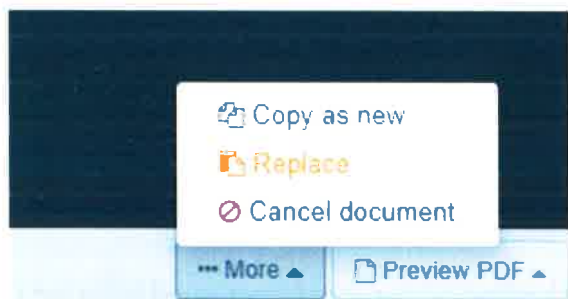 Copy as new
Replace
Cancel document
••• More
Preview PDF